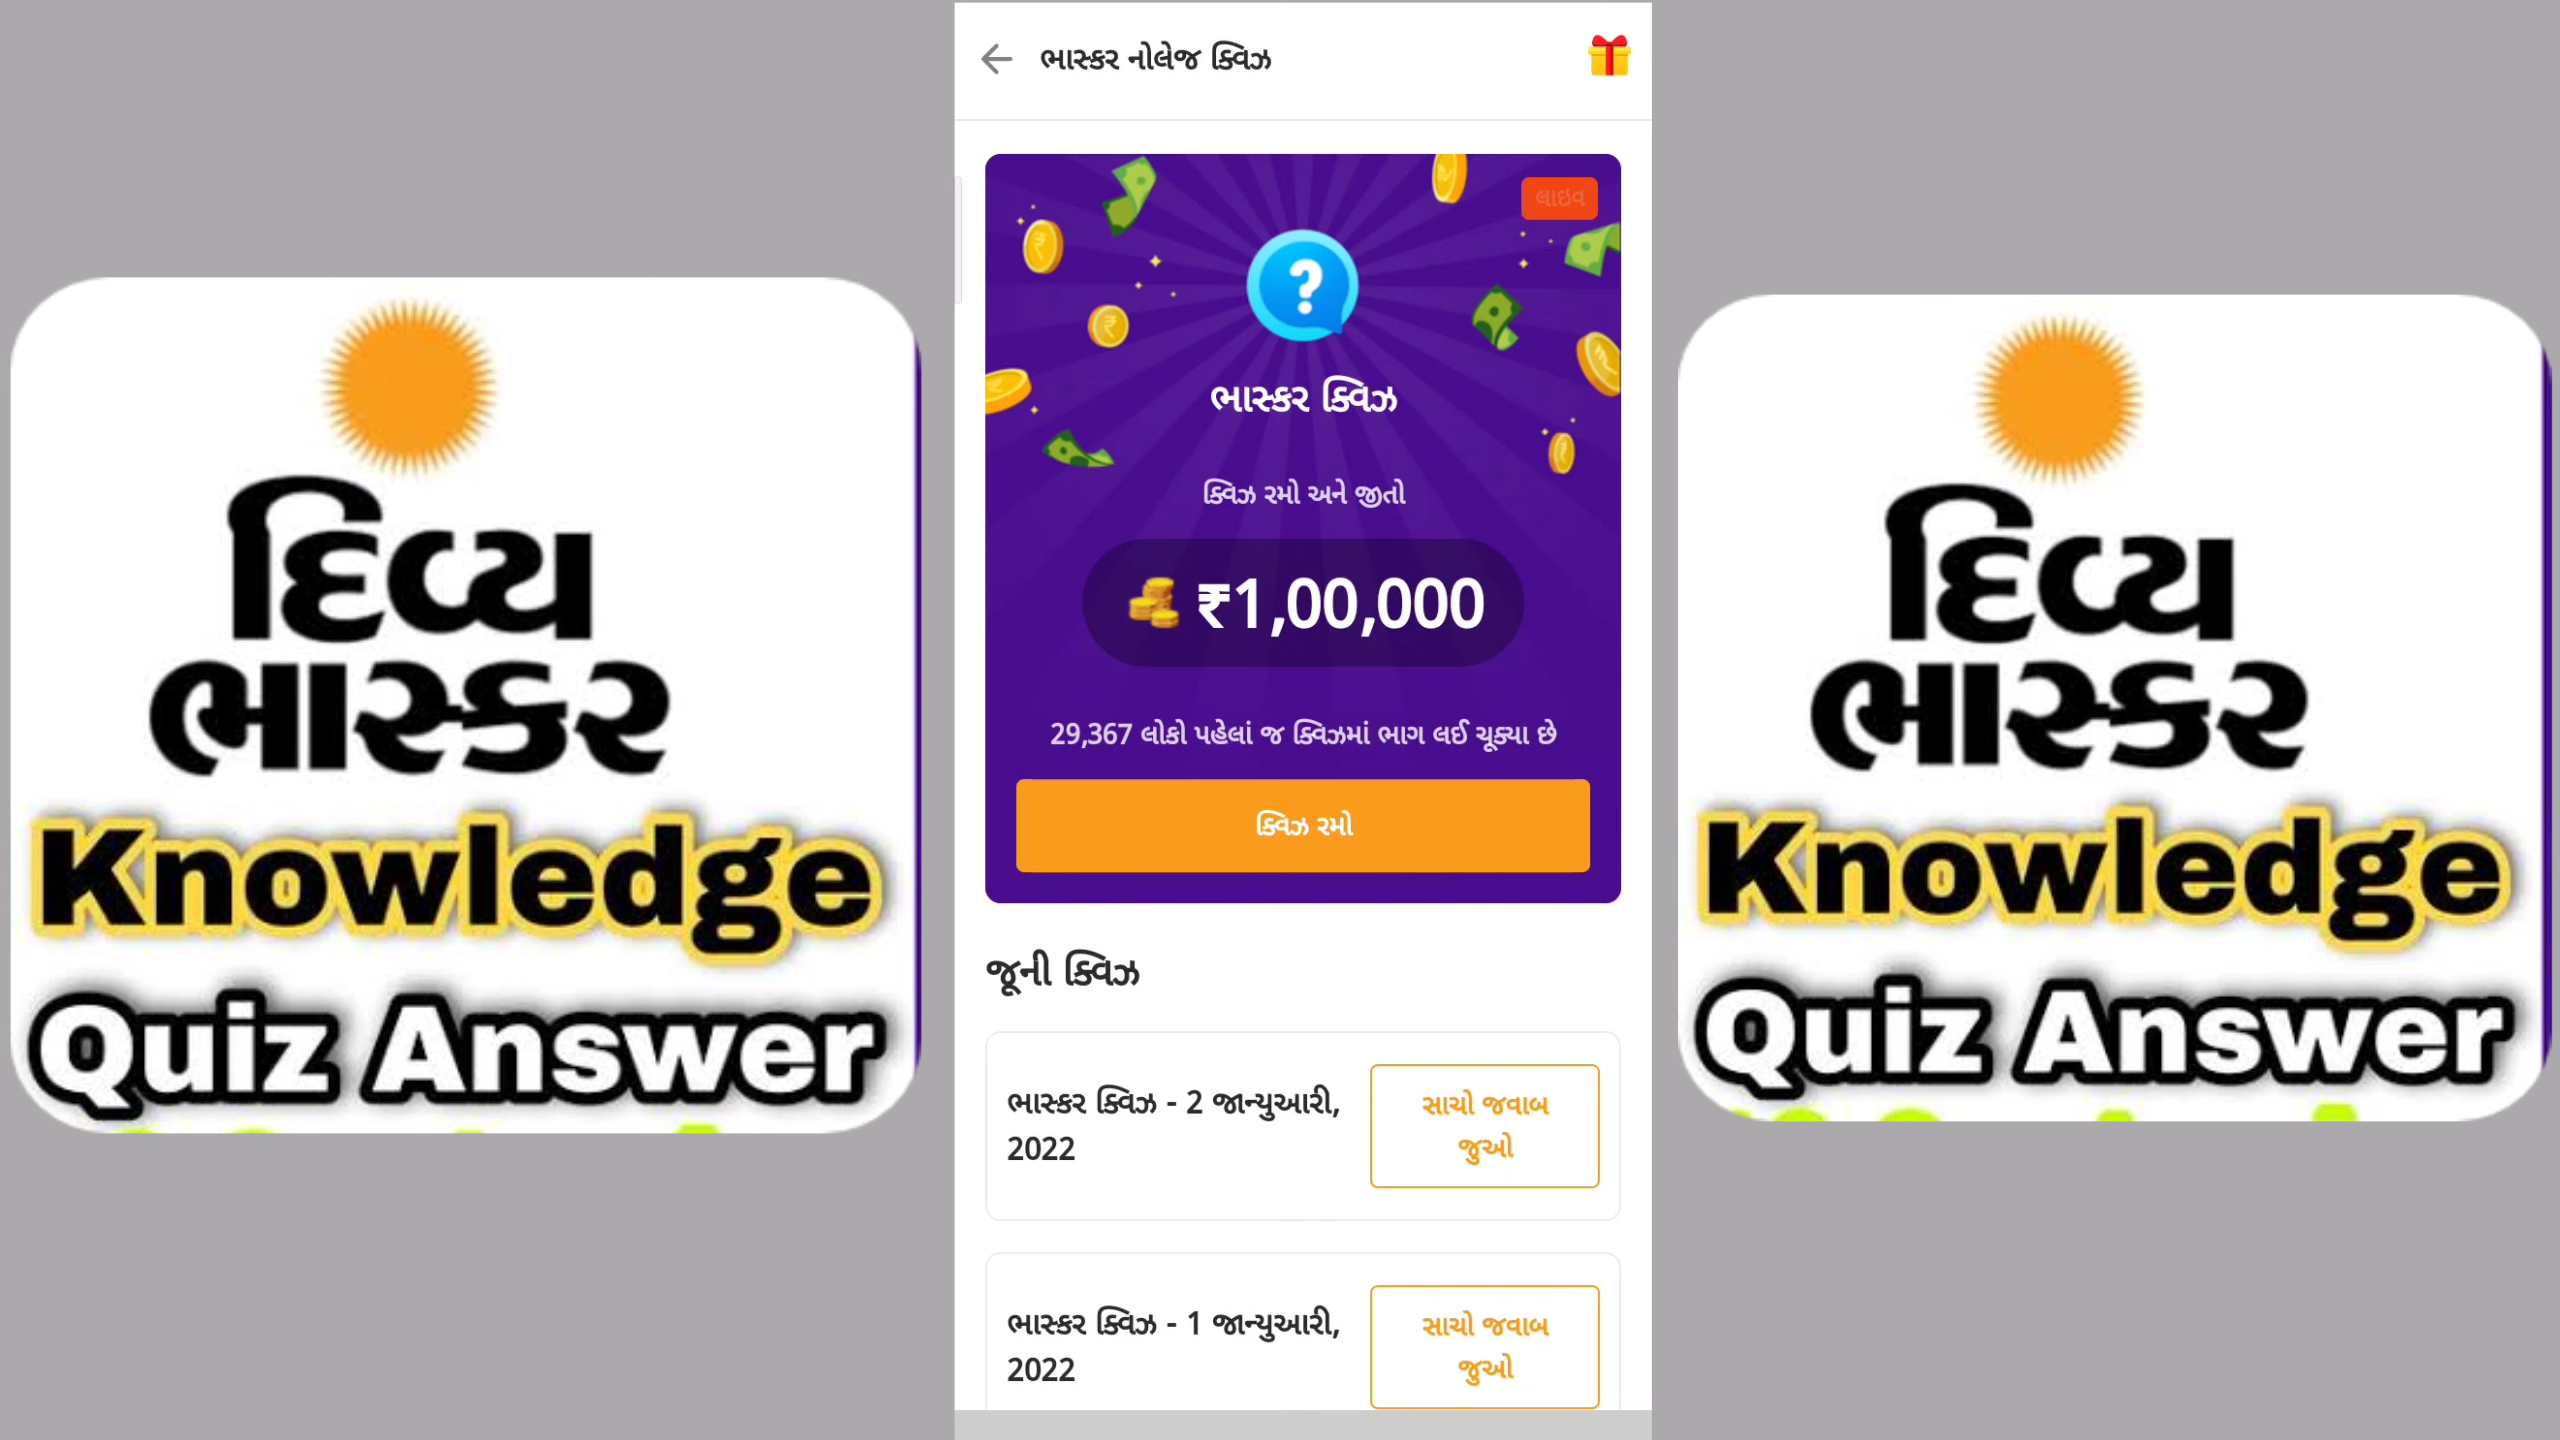 ભાસ્કર નોલેજ ક્વિઝ
લાઇવ
ભાસ્કર ક્વિઝ
ક્વિઝ રમો અને જીતો
₹1,00,000
29,367 લોકો પહેલાં જ ક્વિઝમાં ભાગ લઈ ચૂક્યા છે
ક્વિઝ રમો
જૂની ક્વિઝ
ભાસ્કર ક્વિઝ - 2 જાન્યુઆરી,
2022
સાચો જવાબ
જુઓ
ભાસ્કર ક્વિઝ - 1 જાન્યુઆરી,
2022
સાચો જવાબ
જુઓ
દિવ્ય
ભાસ્કર
Knowledge
Quiz Answer
દિવ્ય
ભાસ્કર
Knowledge
Quiz Answer